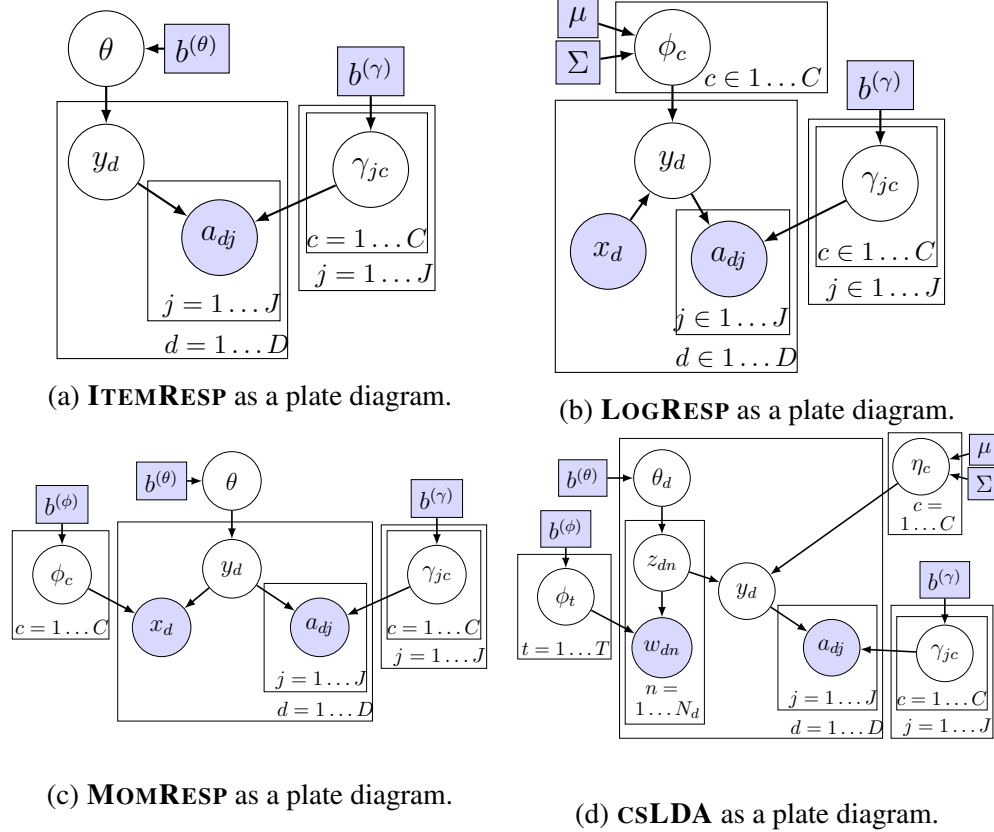 θ
b^(θ)
b^(γ)
y_d
γ_jc
a_dj
c = 1 . . . C
j = 1 . . . J
j = 1 . . . J
d = 1 . . . D
(a) ITEMRESP as a plate diagram.
μ
Σ
ϕ_c
c ∈ 1 . . . C
b^(γ)
y_d
γ_jc
x_d
a_dj
c ∈ 1 . . . C
j ∈ 1 . . . J
j ∈ 1 . . . J
d ∈ 1 . . . D
(b) LOGRESP as a plate diagram.
b^(θ)
θ
b^(ϕ)
b^(γ)
ϕ_c
y_d
γ_jc
x_d
a_dj
c = 1 . . . C
c = 1 . . . C
j = 1 . . . J
j = 1 . . . J
d = 1 . . . D
(c) MOMRESP as a plate diagram.
b^(θ)
θ_d
η_c
μ
Σ
c =
1 . . . C
b^(ϕ)
z_dn
ϕ_t
y_d
b^(γ)
w_dn
a_dj
γ_jc
t = 1 . . . T
n =
1 . . . N_d
j = 1 . . . J
d = 1 . . . D
c = 1 . . . C
j = 1 . . . J
(d) CSLDA as a plate diagram.